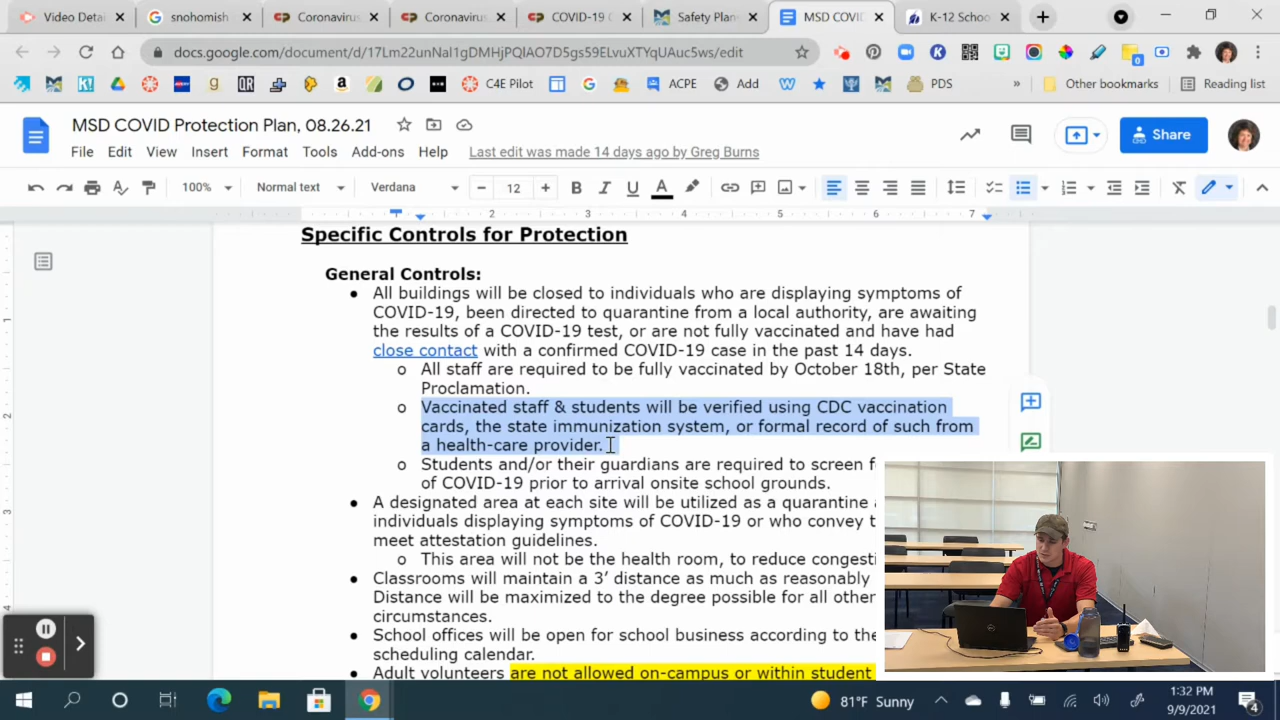 Video Detai
snohomish
Coronavirus
Coronavirus
COVID-19 C
Safety Plan
MSD COVI
K-12 Schoo
docs.google.com/document/d/17Lm22unNaI1gDMHjPQlAO7D5gs59ELvuXTYqUAuc5ws/edit
C4E Pilot
ACPE
Add
PDS
»
Other bookmarks
Reading list
MSD COVID Protection Plan, 08.26.21
File Edit View Insert Format Tools Add-ons Help Last edit was made 14 days ago by Greg Burns
Share
100% Normal text Verdana 12
1 2 3 4 5 6 7
Specific Controls for Protection
General Controls:
• All buildings will be closed to individuals who are displaying symptoms of
COVID-19, been directed to quarantine from a local authority, are awaiting
the results of a COVID-19 test, or are not fully vaccinated and have had
close contact with a confirmed COVID-19 case in the past 14 days.
o All staff are required to be fully vaccinated by October 18th, per State
Proclamation.
o Vaccinated staff & students will be verified using CDC vaccination
cards, the state immunization system, or formal record of such from
a health-care provider.
o Students and/or their guardians are required to screen f
of COVID-19 prior to arrival onsite school grounds.
• A designated area at each site will be utilized as a quarantine
individuals displaying symptoms of COVID-19 or who convey t
meet attestation guidelines.
o This area will not be the health room, to reduce congesti
• Classrooms will maintain a 3’ distance as much as reasonably
Distance will be maximized to the degree possible for all other
circumstances.
• School offices will be open for school business according to the
scheduling calendar.
Adult volunteers are not allowed on-campus or within student
81°F Sunny
1:32 PM
9/9/2021
4